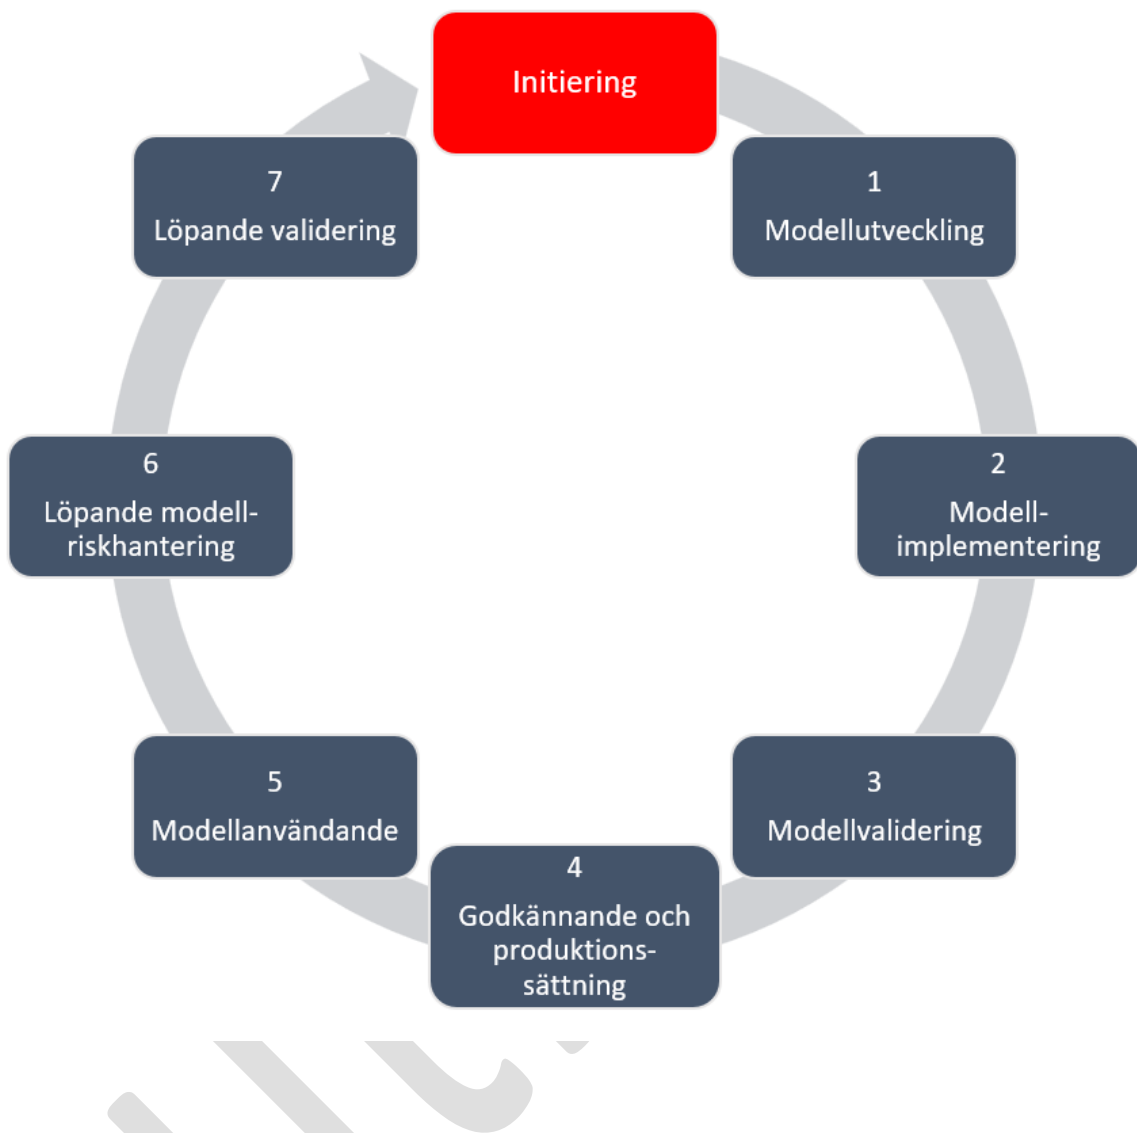 Initiering
1
Modellutveckling
2
Modell-
implementering
3
Modellvalidering
4
Godkännande och
produktions-
sättning
5
Modellanvändande
6
Löpande modell-
riskhantering
7
Löpande validering